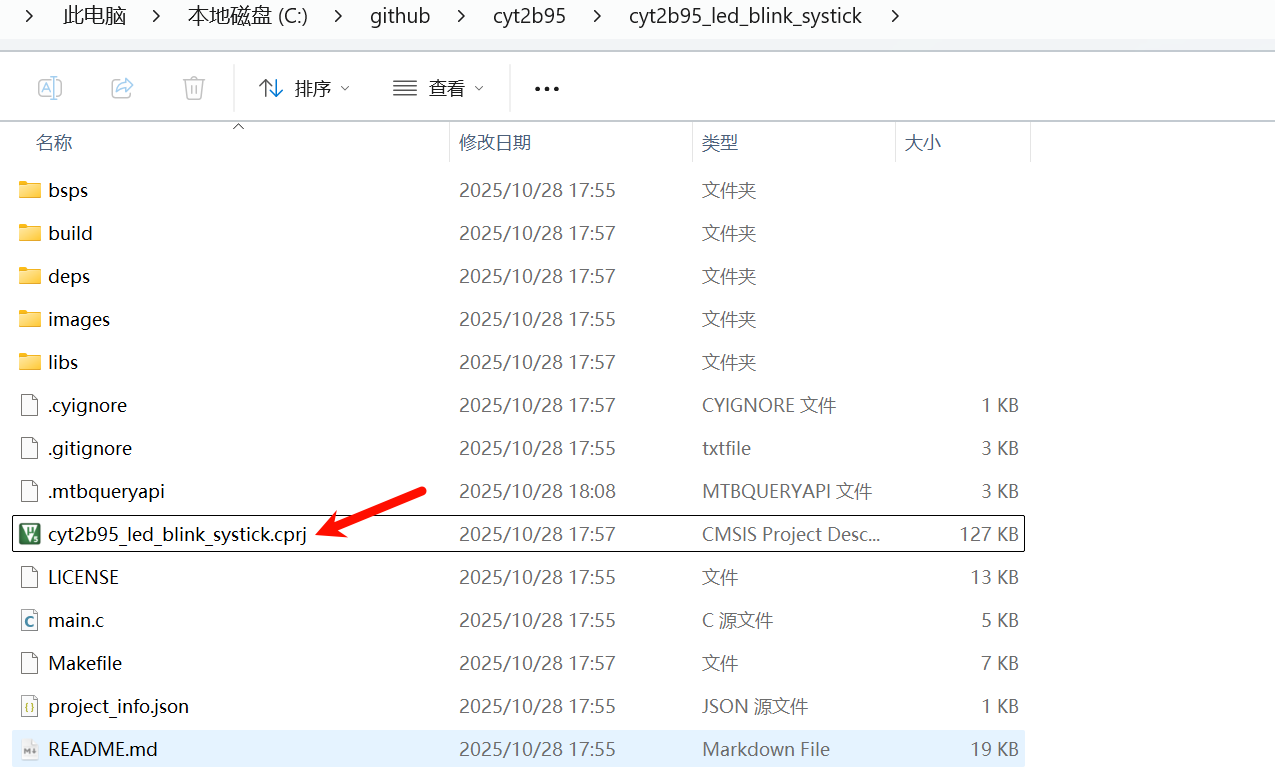 此电脑 > 本地磁盘 (C:) > github > cyt2b95 > cyt2b95_led_blink_systick >
排序 查看 ...
名称 修改日期 类型 大小
bsps 2025/10/28 17:55 文件夹
build 2025/10/28 17:57 文件夹
deps 2025/10/28 17:57 文件夹
images 2025/10/28 17:55 文件夹
libs 2025/10/28 17:57 文件夹
.cyignore 2025/10/28 17:57 CYIGNORE 文件 1 KB
.gitignore 2025/10/28 17:55 txtfile 3 KB
.mtbqueryapi 2025/10/28 18:08 MTBQUERYAPI 文件 3 KB
cyt2b95_led_blink_systick.cprj 2025/10/28 17:57 CMSIS Project Desc... 127 KB
LICENSE 2025/10/28 17:55 文件 13 KB
main.c 2025/10/28 17:55 C 源文件 5 KB
Makefile 2025/10/28 17:57 文件 7 KB
project_info.json 2025/10/28 17:55 JSON 源文件 1 KB
README.md 2025/10/28 17:55 Markdown File 19 KB